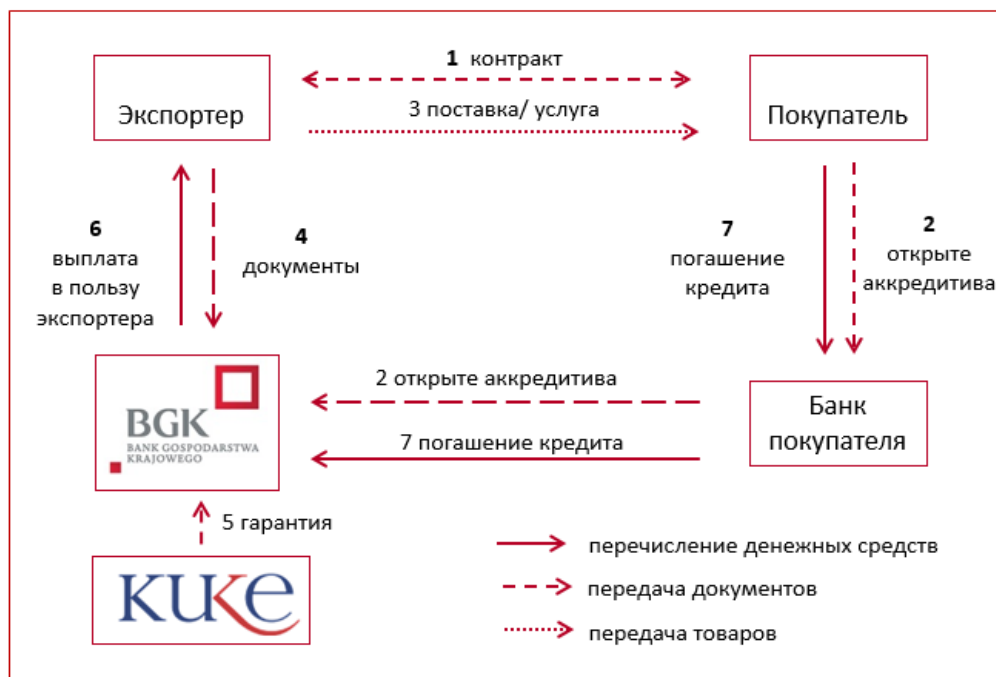 1 контракт
Экспортер
3 поставка/ услуга
Покупатель
6
выплата
в пользу
экспортера
4
документы
7
погашение
кредита
2
открыте
аккредитива
BGK
BANK GOSPODARSTWA
KRAJOWEGO
2 открыте аккредитива
7 погашение кредита
Банк
покупателя
5 гарантия
KUKE
перечисление денежных средств
передача документов
передача товаров